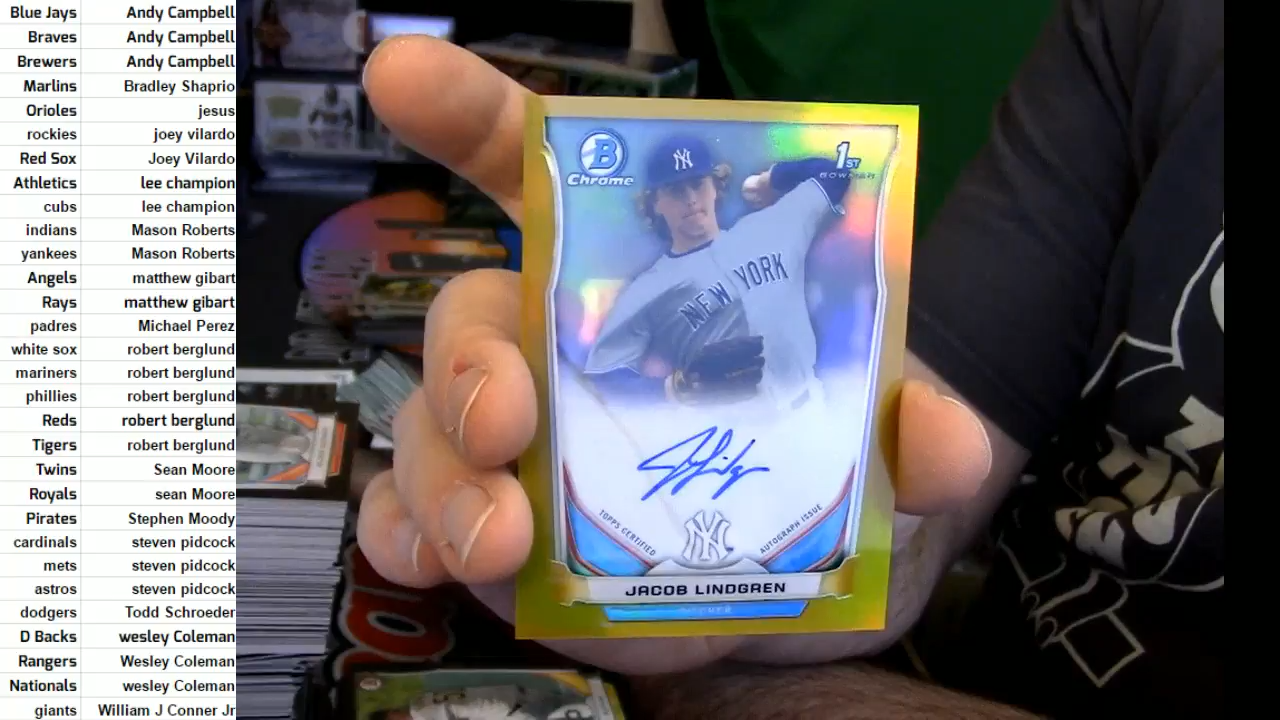 Blue Jays Andy Campbell
Braves Andy Campbell
Brewers Andy Campbell
Marlins Bradley Shaprio
Orioles jesus
rockies joey vilardo
Red Sox Joey Vilardo
Athletics lee champion
cubs lee champion
indians Mason Roberts
yankees Mason Roberts
Angels matthew gibart
Rays matthew gibart
padres Michael Perez
white sox robert berglund
mariners robert berglund
phillies robert berglund
Reds robert berglund
Tigers robert berglund
Twins Sean Moore
Royals sean Moore
Pirates Stephen Moody
cardinals steven pidcock
mets steven pidcock
astros steven pidcock
dodgers Todd Schroeder
D Backs wesley Coleman
Rangers Wesley Coleman
Nationals wesley Coleman
giants William J Conner Jr
B
Chrome
1ST
BOWMAN
NY
NEW YORK
TOPPS CERTIFIED
AUTOGRAPH ISSUE
NY
JACOB LINDGREN
PITCHER